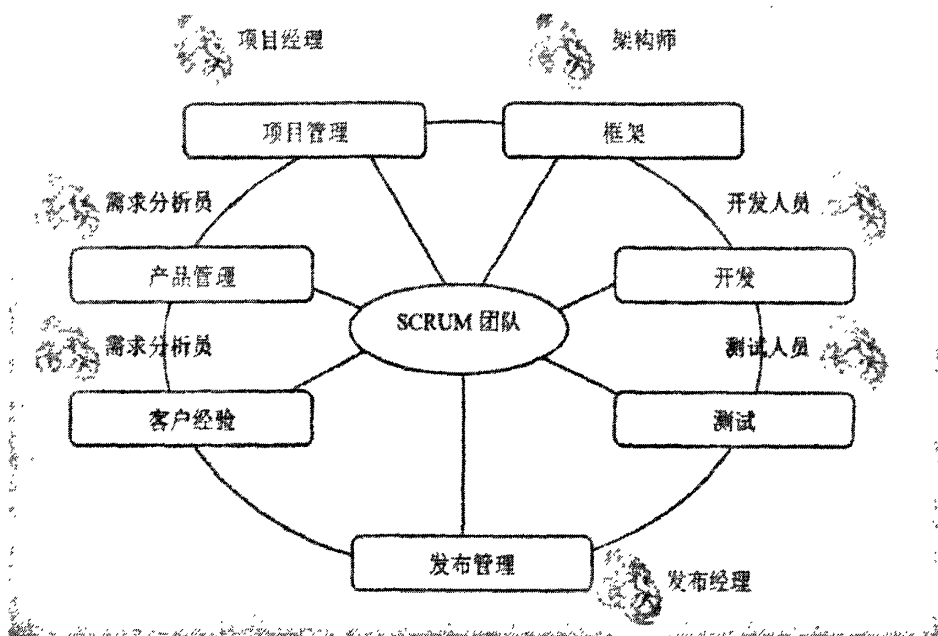 项目经理
架构师
项目管理
框架
需求分析员
开发人员
产品管理
开发
SCRUM 团队
需求分析员
测试人员
客户经验
测试
发布管理
发布经理